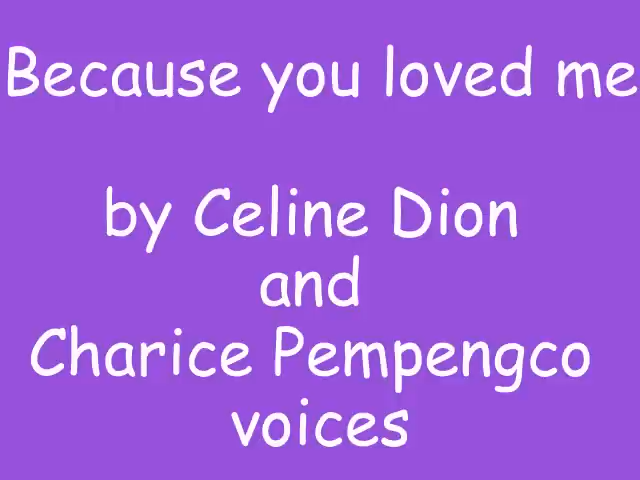 Because you loved me
by Celine Dion
and
Charice Pempengco
voices